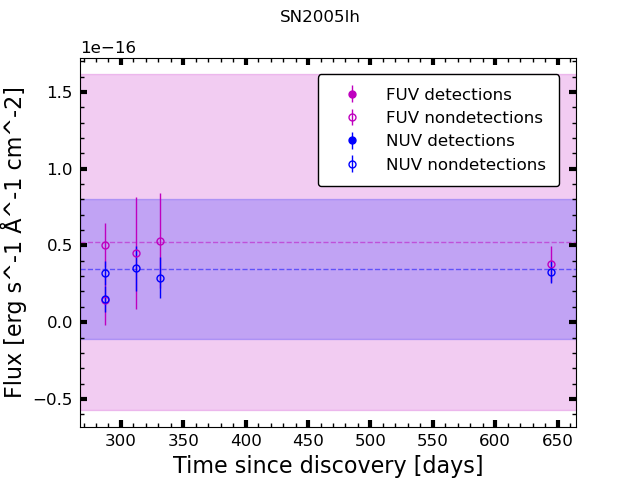 SN2005lh
1e−16
FUV detections
FUV nondetections
NUV detections
NUV nondetections
1.5
1.0
0.5
0.0
−0.5
Flux [erg s^-1 Å^-1 cm^-2]
300 350 400 450 500 550 600 650
Time since discovery [days]